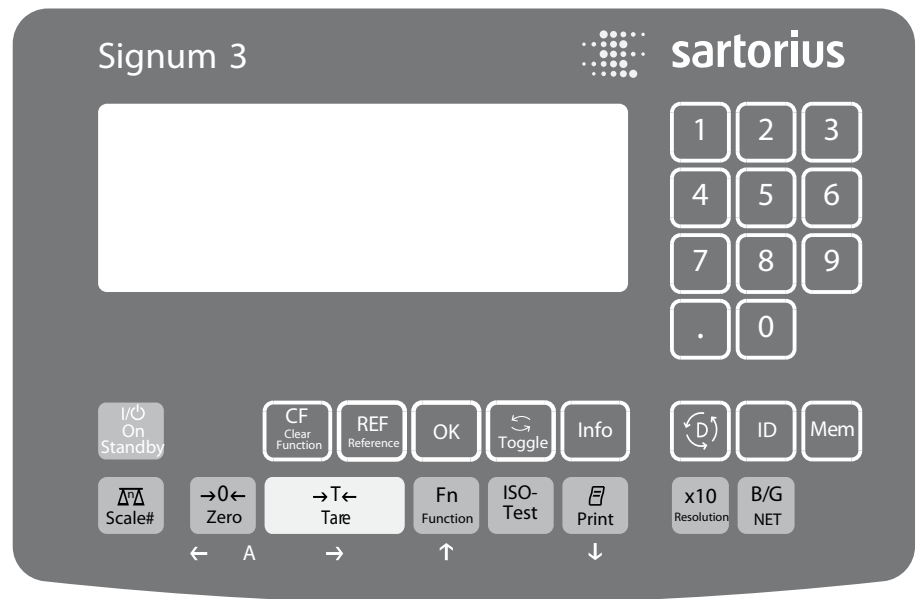 Signum 3
sartorius
1 2 3
4 5 6
7 8 9
. 0
I/⏻
On
Standby
CF
Clear
Function
REF
Reference
OK
Toggle
Info
D
ID
Mem
n
Scale#
→0←
Zero
→T←
Tare
Fn
Function
ISO-
Test
Print
x10
Resolution
B/G
NET
← A → ↑ ↓